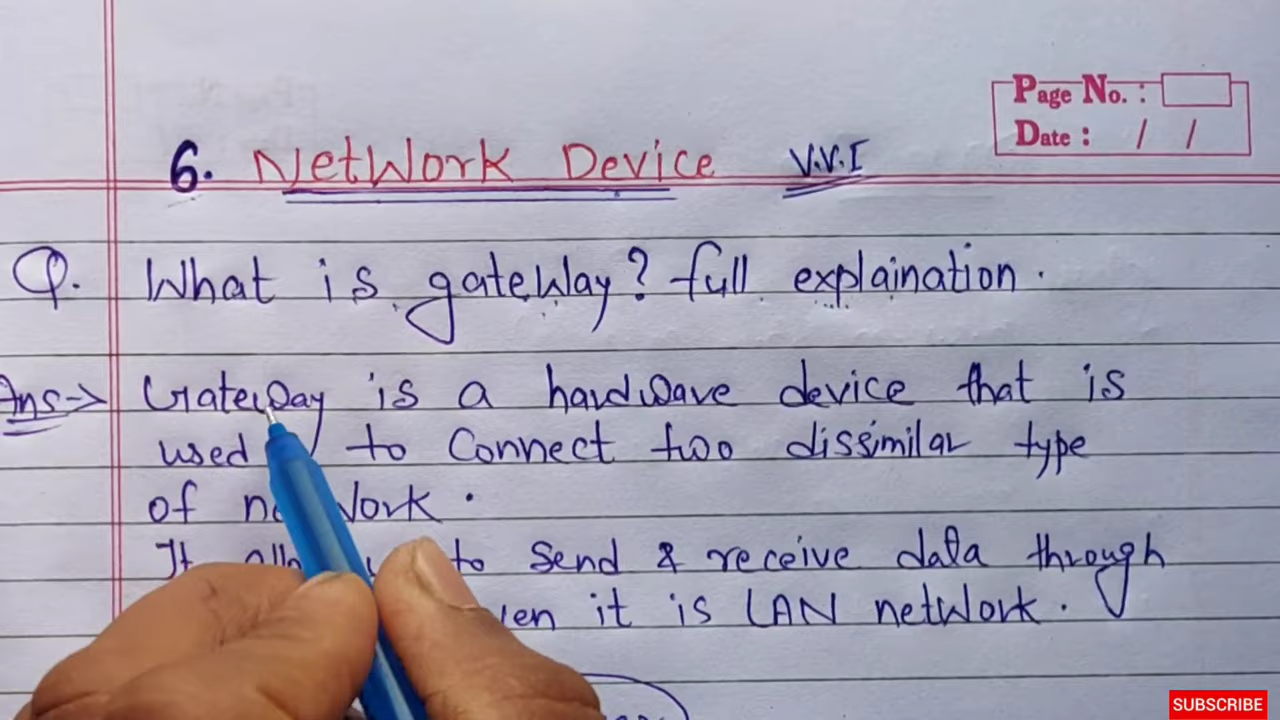 Page No. :
Date : / /
6. Network Device V.V.I
Q. What is gateway? full explaination.
Ans-> Gateway is a hardware device that is
used to connect two dissimilar type
of network.
It to send & receive data through
it is LAN network.
SUBSCRIBE